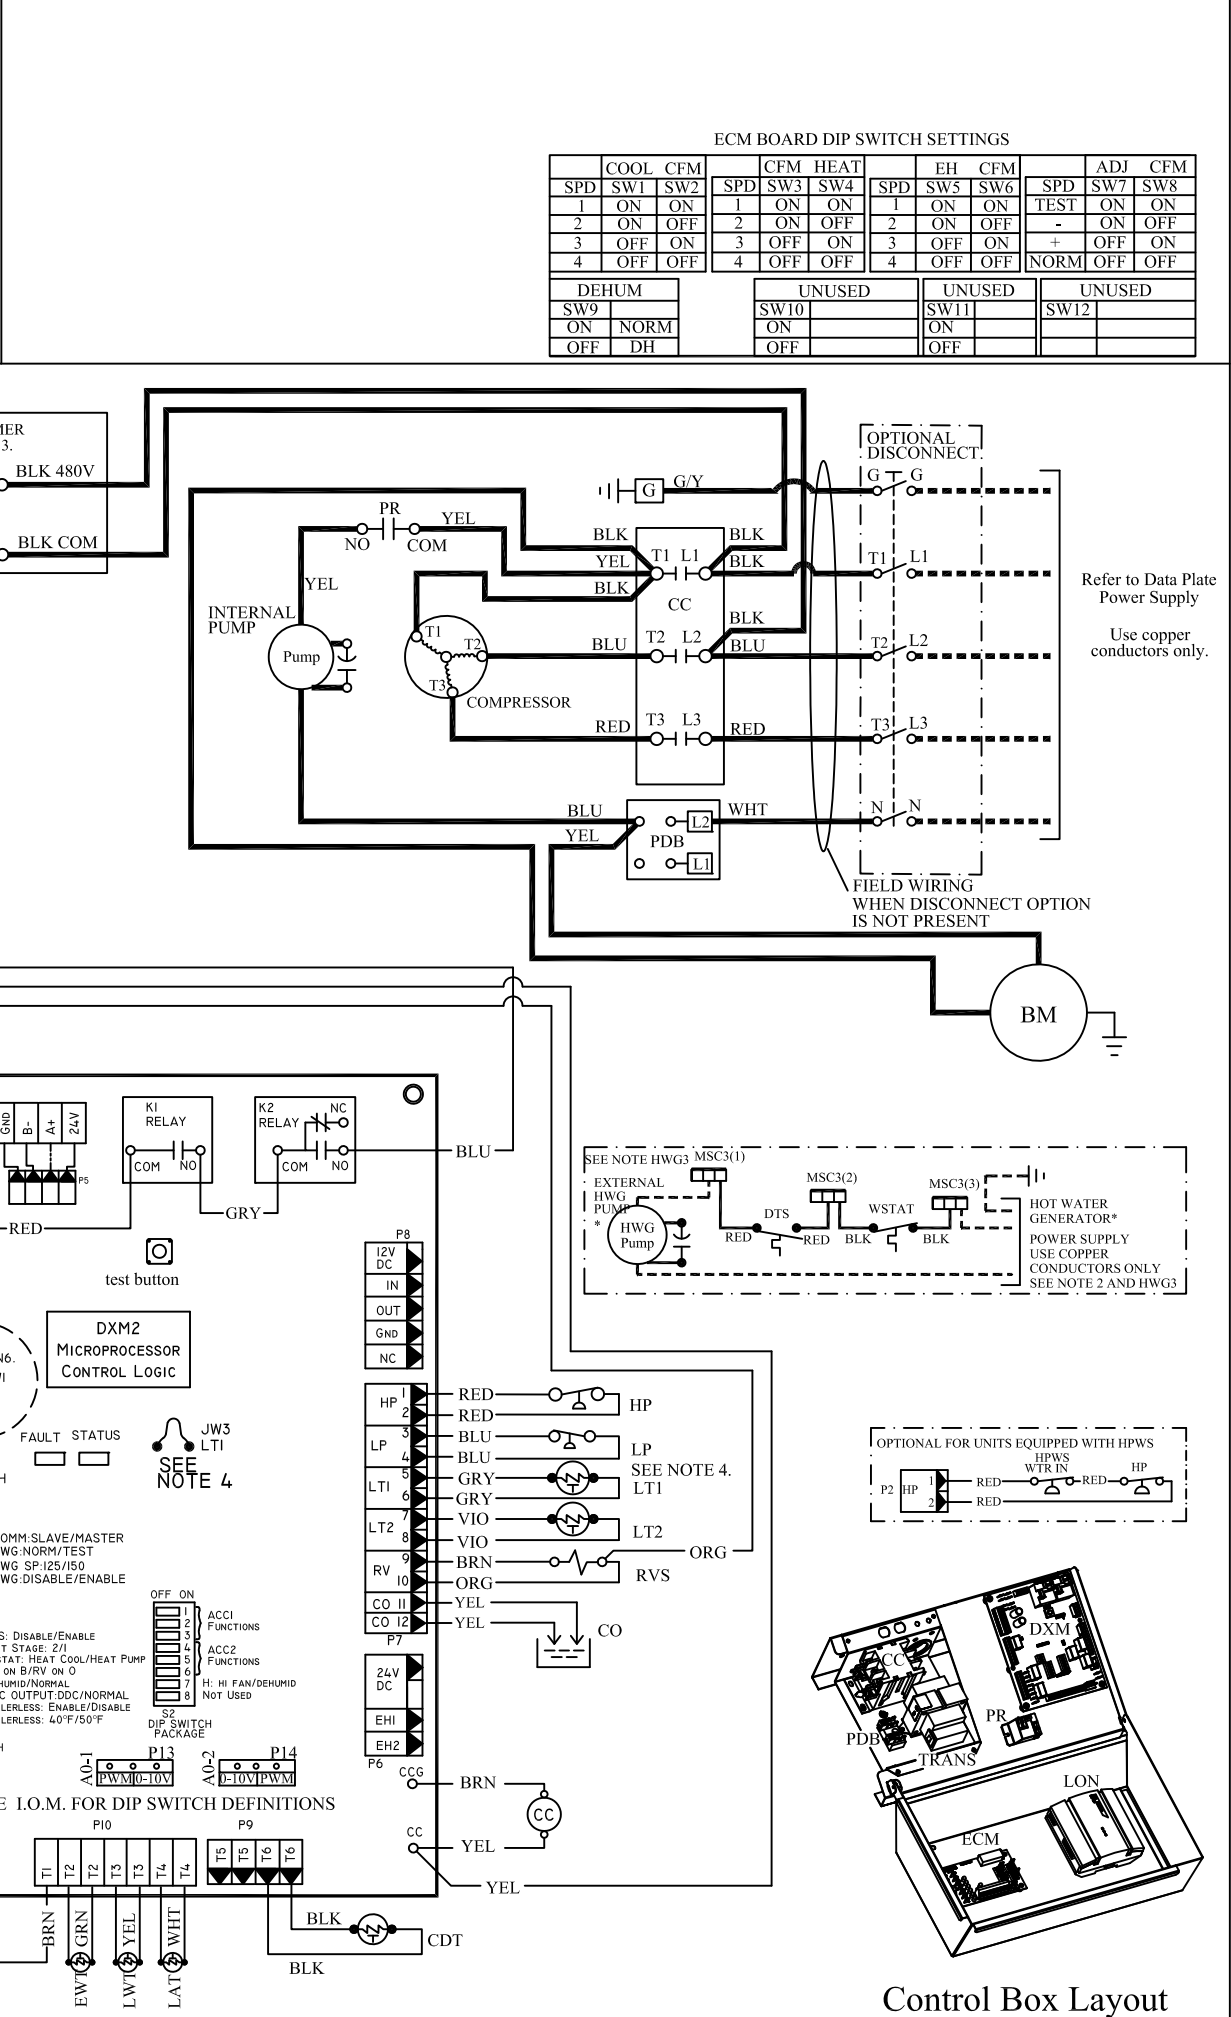 ECM BOARD DIP SWITCH SETTINGS
COOL CFM CFM HEAT EH CFM ADJ CFM
SPD SW1 SW2 SPD SW3 SW4 SPD SW5 SW6 SPD SW7 SW8
1 ON ON 1 ON ON 1 ON ON TEST ON ON
2 ON OFF 2 ON OFF 2 ON OFF - ON OFF
3 OFF ON 3 OFF ON 3 OFF ON + OFF ON
4 OFF OFF 4 OFF OFF 4 OFF OFF NORM OFF OFF
DEHUM UNUSED UNUSED UNUSED
SW9 SW10 SW11 SW12
ON NORM ON ON
OFF DH OFF OFF
MER
3.
BLK 480V
BLK COM
OPTIONAL
DISCONNECT
G G/Y G G
PR
NO COM YEL
BLK T1 L1 BLK
YEL BLK T1 L1
BLK CC
YEL
INTERNAL
PUMP
Pump
T1 T2 T3
COMPRESSOR
BLK
BLU T2 L2 BLU T2 L2
RED T3 L3 RED T3 L3
BLU WHT N N
YEL L2
PDB
L1
Refer to Data Plate
Power Supply
Use copper
conductors only.
FIELD WIRING
WHEN DISCONNECT OPTION
IS NOT PRESENT
BM
GND B- A+ 24V
P5
K1
RELAY
COM NO
K2
RELAY
NC
COM NO
BLU
RED
GRY
test button
DXM2
MICROPROCESSOR
CONTROL LOGIC
N6.
FAULT STATUS
JW3
LT1
SEE
NOTE 4
SEE NOTE HWG3 MSC3(1)
EXTERNAL
HWG
PUMP
*
HWG
Pump
MSC3(2)
MSC3(3)
DTS
WSTAT
RED RED BLK BLK
HOT WATER
GENERATOR*
POWER SUPPLY
USE COPPER
CONDUCTORS ONLY
SEE NOTE 2 AND HWG3
P8
12V
DC
IN
OUT
GND
NC
HP 1 RED
2 RED HP
LP 3 BLU
4 BLU LP
SEE NOTE 4.
LT1 5 GRY LT1
6 GRY
LT2 7 VIO
8 VIO LT2
RV 9 BRN ORG
10 ORG RVS
CO 11 YEL
CO 12 YEL CO
P7
24V
DC
EH1
EH2
P6
CCG BRN
CC
CC YEL
YEL
OPTIONAL FOR UNITS EQUIPPED WITH HPWS
HPWS
WTR IN HP
P2 HP 1 RED RED
2 RED
OMM:SLAVE/MASTER
WG:NORM/TEST
WG SP:125/150
WG:DISABLE/ENABLE
OFF ON
1
2
3
4
5
6
7
8
ACC1
FUNCTIONS
ACC2
FUNCTIONS
H: HI FAN/DEHUMID
NOT USED
S: DISABLE/ENABLE
T STAGE: 2/1
STAT: HEAT COOL/HEAT PUMP
ON B/RV ON O
HUMID/NORMAL
C OUTPUT:DDC/NORMAL
LERLESS: ENABLE/DISABLE
LERLESS: 40°F/50°F
S2
DIP SWITCH
PACKAGE
A0-1 P13
PWM 0-10V
A0-2 P14
0-10V PWM
E I.O.M. FOR DIP SWITCH DEFINITIONS
P10 P9
T1 T2 T2 T3 T3 T4 T4
T5 T5 T6 T6
BRN GRN YEL WHT
EWT LWT LAT
BLK
CDT
BLK
DXM
CC
PR
PDB
TRANS
LON
ECM
Control Box Layout